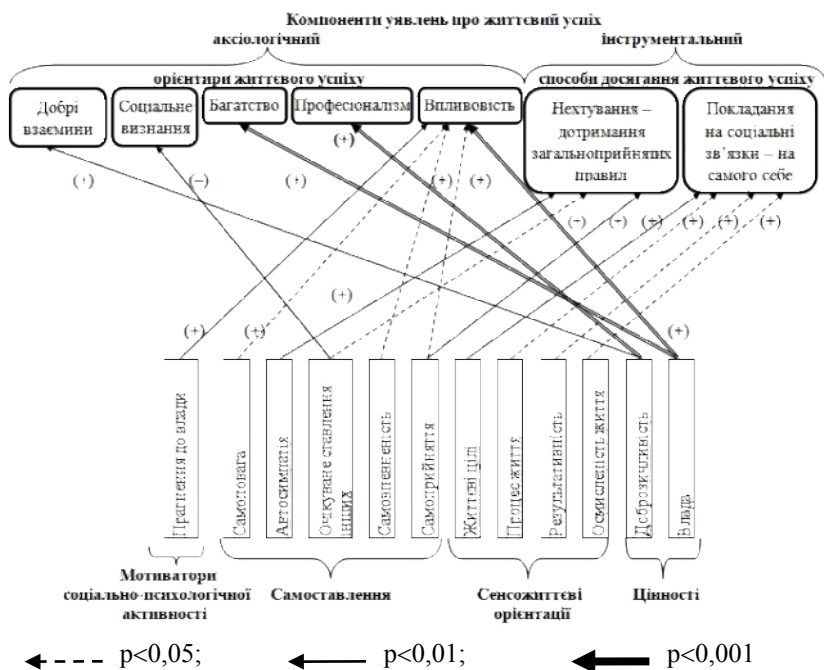 Компоненти уявлень про життєвий успіх
аксіологічний
інструментальний
орієнтири життєвого успіху
способи досягання життєвого успіху
Добрі
взаємини
Соціальне
визнання
Багатство
Професіоналізм
Впливовість
Нехтування –
дотримання
загальноприйнятих
правил
Покладання
на соціальні
зв’язки – на
самого себе
(+)
(+)
(–)
(+)
(+)
(+)
(+)
(+)
(+)
(+)
(+)
(+)
(+)
(+)
(+)
(+)
Прагнення до влади
Самоповага
Автосимпатія
Очікуване ставлення
інших
Самовпевненість
Самоприйняття
Життєві цілі
Процес життя
Результативність
Осмисленість життя
Доброзичливість
Влада
Мотиватори
соціально-психологічної
активності
Самоставлення
Сенсожиттєві
орієнтації
Цінності
p<0,05;
p<0,01;
p<0,001